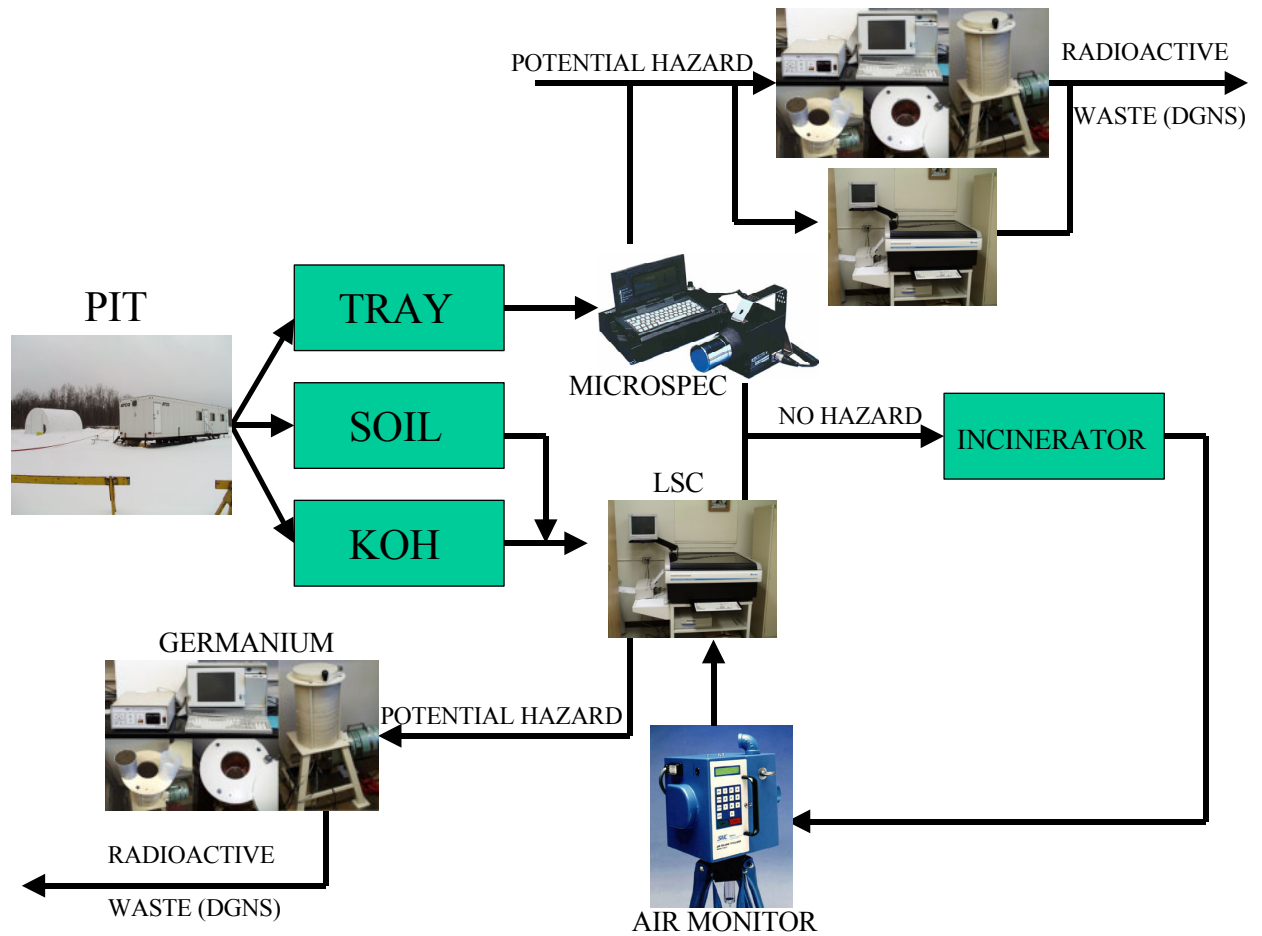 POTENTIAL HAZARD
RADIOACTIVE
WASTE (DGNS)
PIT
TRAY
MICROSPEC
SOIL
NO HAZARD
INCINERATOR
LSC
KOH
GERMANIUM
POTENTIAL HAZARD
RADIOACTIVE
WASTE (DGNS)
AIR MONITOR